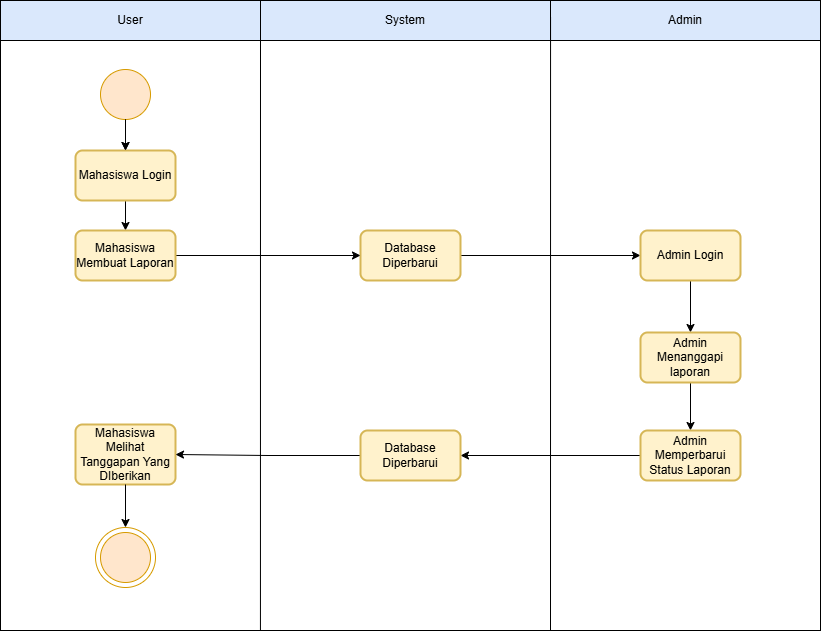 User
System
Admin
Mahasiswa Login
Mahasiswa
Membuat Laporan
Database
Diperbarui
Admin Login
Admin
Menanggapi
laporan
Admin
Memperbarui
Status Laporan
Database
Diperbarui
Mahasiswa
Melihat
Tanggapan Yang
DIberikan